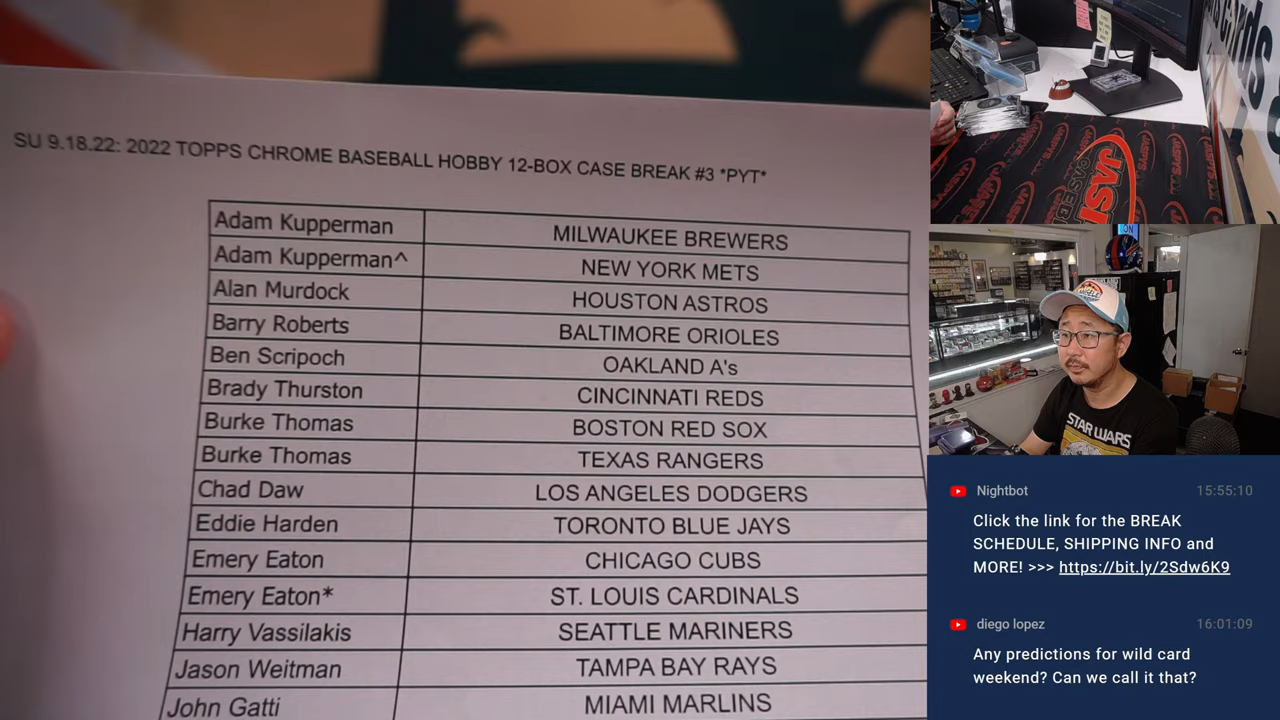 SU 9.18.22: 2022 TOPPS CHROME BASEBALL HOBBY 12-BOX CASE BREAK #3 *PYT*
Adam Kupperman MILWAUKEE BREWERS
Adam Kupperman^ NEW YORK METS
Alan Murdock HOUSTON ASTROS
Barry Roberts BALTIMORE ORIOLES
Ben Scripoch OAKLAND A's
Brady Thurston CINCINNATI REDS
Burke Thomas BOSTON RED SOX
Burke Thomas TEXAS RANGERS
Chad Daw LOS ANGELES DODGERS
Eddie Harden TORONTO BLUE JAYS
Emery Eaton CHICAGO CUBS
Emery Eaton* ST. LOUIS CARDINALS
Harry Vassilakis SEATTLE MARINERS
Jason Weitman TAMPA BAY RAYS
John Gatti MIAMI MARLINS
ON
STAR WARS
Nightbot 15:55:10
Click the link for the BREAK
SCHEDULE, SHIPPING INFO and
MORE! >>> https://bit.ly/2Sdw6K9
diego lopez 16:01:09
Any predictions for wild card
weekend? Can we call it that?